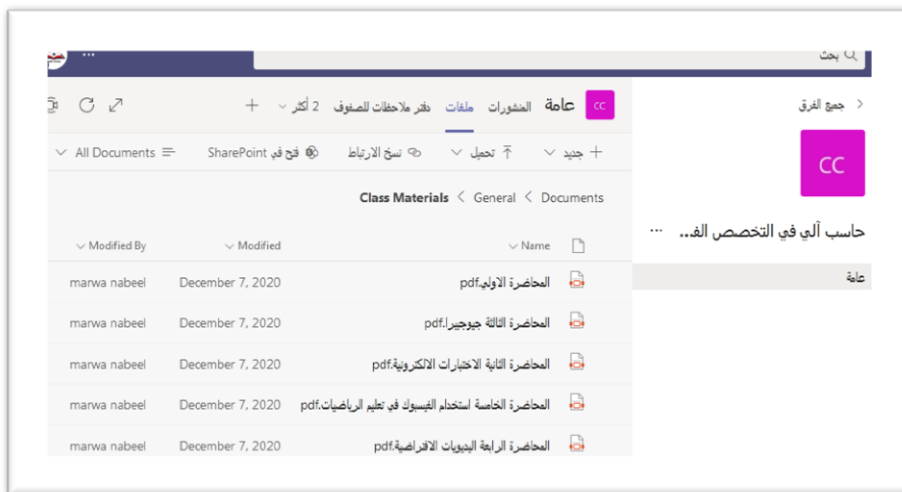 بحث
...
جميع الفرق
CC
حاسب آلي في التخصص الف... ...
عامة
CC عامة المنشورات ملفات دفتر ملاحظات للصفوف 2 أكثر +
+ جديد تحميل نسخ الارتباط فتح في SharePoint All Documents
Documents > General > Class Materials
Name Modified Modified By
المحاضرة الاولي.pdf December 7, 2020 marwa nabeel
المحاضرة الثالثة جيوجبرا.pdf December 7, 2020 marwa nabeel
المحاضرة الثانية الاختبارات الالكترونية.pdf December 7, 2020 marwa nabeel
المحاضرة الخامسة استخدام الفيسبوك في تعليم الرياضيات.pdf December 7, 2020 marwa nabeel
المحاضرة الرابعة اليديويات الافتراضية.pdf December 7, 2020 marwa nabeel